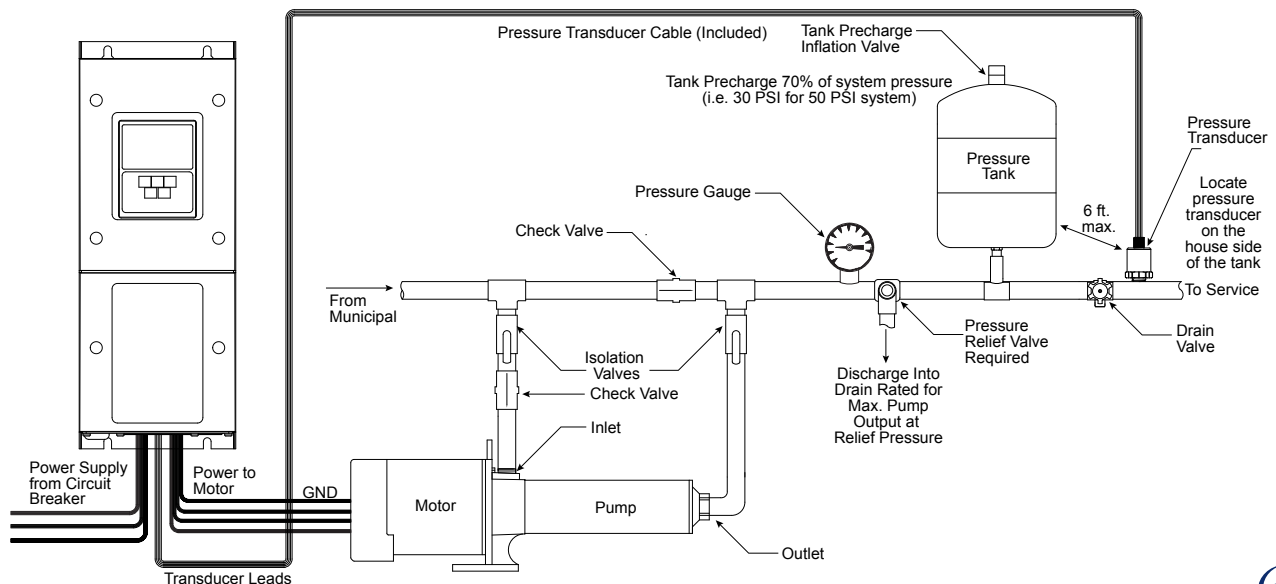 Pressure Transducer Cable (Included)
Tank Precharge
Inflation Valve
Tank Precharge 70% of system pressure
(i.e. 30 PSI for 50 PSI system)
Pressure
Transducer
Pressure
Tank
Locate
pressure
transducer
on the
house side
of the tank
6 ft.
max.
Pressure Gauge
Check Valve
From
Municipal
To Service
Isolation
Valves
Pressure
Relief Valve
Required
Drain
Valve
Check Valve
Discharge Into
Drain Rated for
Max. Pump
Output at
Relief Pressure
Inlet
Power Supply
from Circuit
Breaker
Power to
Motor
GND
Motor
Pump
Outlet
Transducer Leads